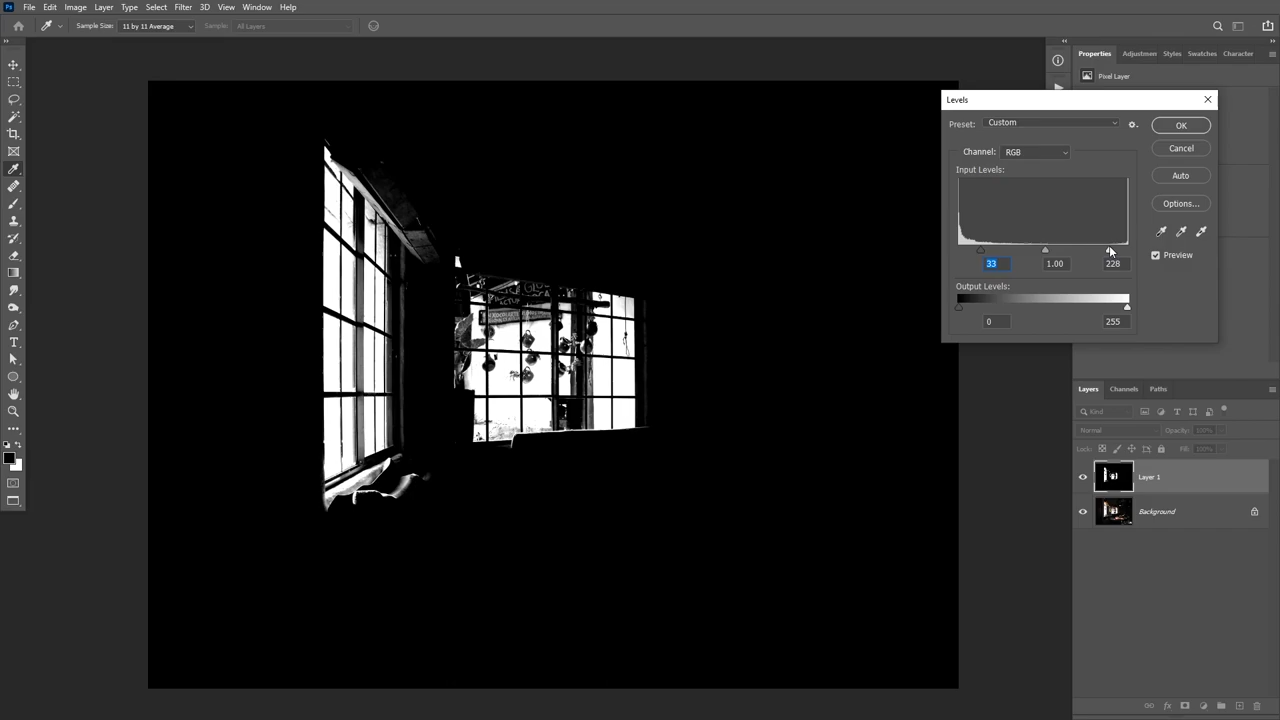 Ps File Edit Image Layer Type Select Filter 3D View Window Help
Sample Size: 11 by 11 Average Sample: All Layers
Properties Adjustmen Styles Swatches Character
Pixel Layer
Levels
Preset: Custom
OK
Channel: RGB
Cancel
Input Levels:
Auto
Options...
Preview
33 1.00 228
Output Levels:
0 255
Layers Channels Paths
Kind
Normal Opacity: 100%
Lock: Fill: 100%
Layer 1
Background
fx